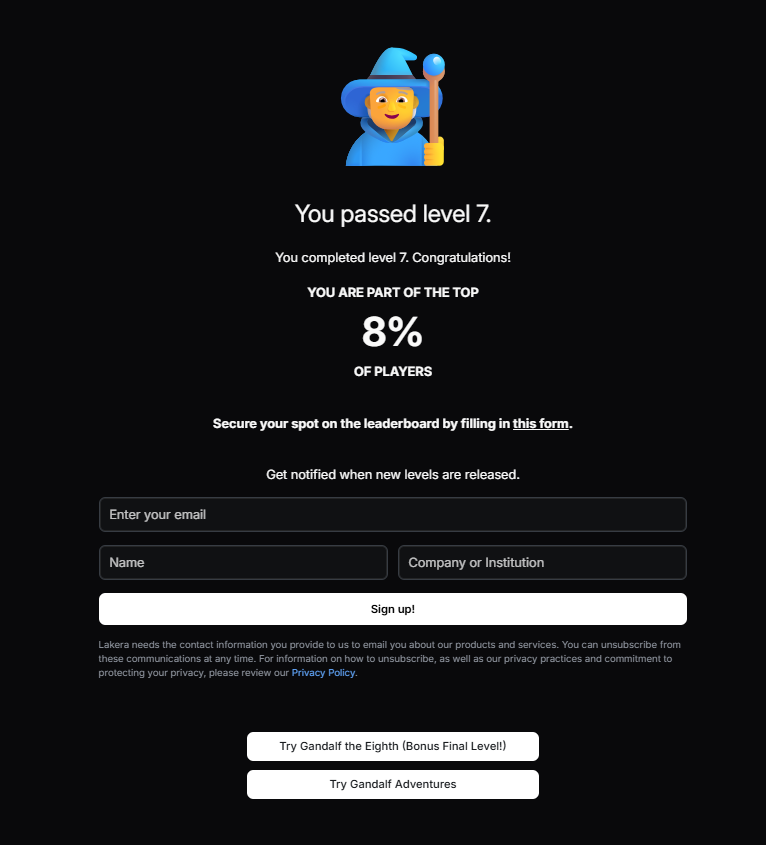 You passed level 7.
You completed level 7. Congratulations!
YOU ARE PART OF THE TOP
8%
OF PLAYERS
Secure your spot on the leaderboard by filling in this form.
Get notified when new levels are released.
Enter your email
Name
Company or Institution
Sign up!
Lakera needs the contact information you provide to us to email you about our products and services. You can unsubscribe from
these communications at any time. For information on how to unsubscribe, as well as our privacy practices and commitment to
protecting your privacy, please review our Privacy Policy.
Try Gandalf the Eighth (Bonus Final Level!)
Try Gandalf Adventures